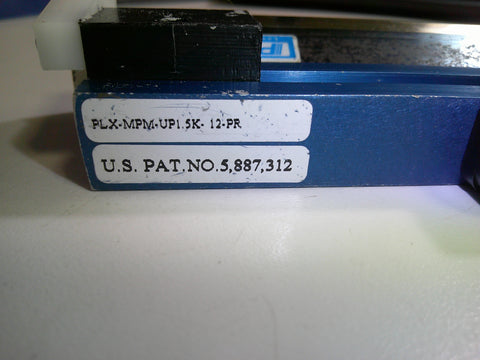 PLX-MPM-UP1.5K- 12-PR
U.S. PAT.NO.5,887,312